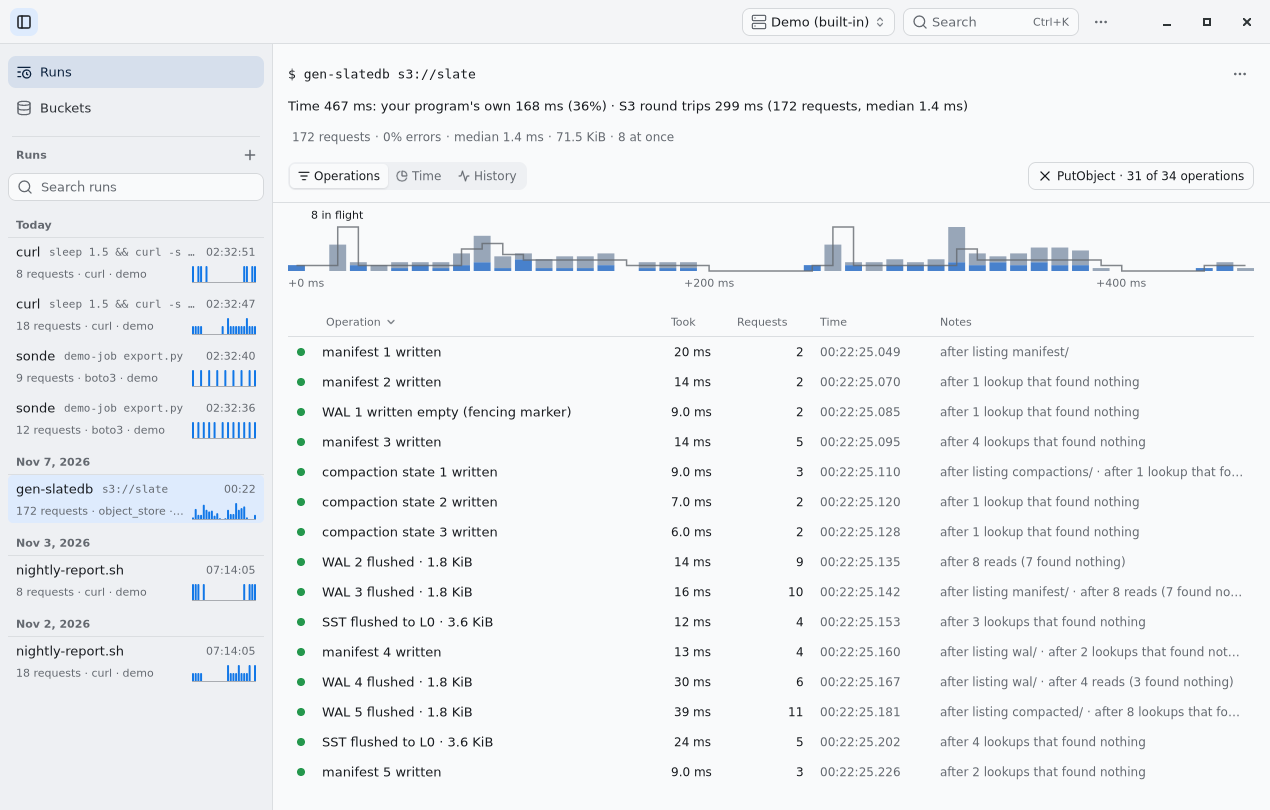 Demo (built-in)
Search
Ctrl+K
Runs
Buckets
Runs
Search runs
Today
curl sleep 1.5 && curl -s … 02:32:51
8 requests · curl · demo
curl sleep 1.5 && curl -s … 02:32:47
18 requests · curl · demo
sonde demo-job export.py 02:32:40
9 requests · boto3 · demo
sonde demo-job export.py 02:32:36
12 requests · boto3 · demo
Nov 7, 2026
gen-slatedb s3://slate 00:22
172 requests · object_store ·…
Nov 3, 2026
nightly-report.sh 07:14:05
8 requests · curl · demo
Nov 2, 2026
nightly-report.sh 07:14:05
18 requests · curl · demo
$ gen-slatedb s3://slate
Time 467 ms: your program's own 168 ms (36%) · S3 round trips 299 ms (172 requests, median 1.4 ms)
172 requests · 0% errors · median 1.4 ms · 71.5 KiB · 8 at once
Operations Time History
PutObject · 31 of 34 operations
8 in flight
+0 ms +200 ms +400 ms
Operation Took Requests Time Notes
manifest 1 written 20 ms 2 00:22:25.049 after listing manifest/
manifest 2 written 14 ms 2 00:22:25.070 after 1 lookup that found nothing
WAL 1 written empty (fencing marker) 9.0 ms 2 00:22:25.085 after 1 lookup that found nothing
manifest 3 written 14 ms 5 00:22:25.095 after 4 lookups that found nothing
compaction state 1 written 9.0 ms 3 00:22:25.110 after listing compactions/ · after 1 lookup that fo…
compaction state 2 written 7.0 ms 2 00:22:25.120 after 1 lookup that found nothing
compaction state 3 written 6.0 ms 2 00:22:25.128 after 1 lookup that found nothing
WAL 2 flushed · 1.8 KiB 14 ms 9 00:22:25.135 after 8 reads (7 found nothing)
WAL 3 flushed · 1.8 KiB 16 ms 10 00:22:25.142 after listing manifest/ · after 8 reads (7 found no…
SST flushed to L0 · 3.6 KiB 12 ms 4 00:22:25.153 after 3 lookups that found nothing
manifest 4 written 13 ms 4 00:22:25.160 after listing wal/ · after 2 lookups that found not…
WAL 4 flushed · 1.8 KiB 30 ms 6 00:22:25.167 after listing wal/ · after 4 reads (3 found nothing)
WAL 5 flushed · 1.8 KiB 39 ms 11 00:22:25.181 after listing compacted/ · after 8 lookups that fo…
SST flushed to L0 · 3.6 KiB 24 ms 5 00:22:25.202 after 4 lookups that found nothing
manifest 5 written 9.0 ms 3 00:22:25.226 after 2 lookups that found nothing